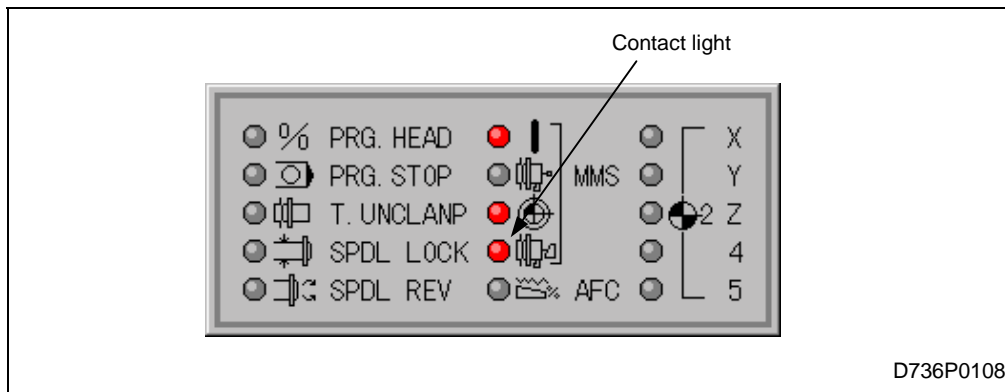 Contact light
% PRG. HEAD
PRG. STOP
T. UNCLANP
SPDL LOCK
SPDL REV
MMS
% AFC
X
Y
2 Z
4
5
D736P0108